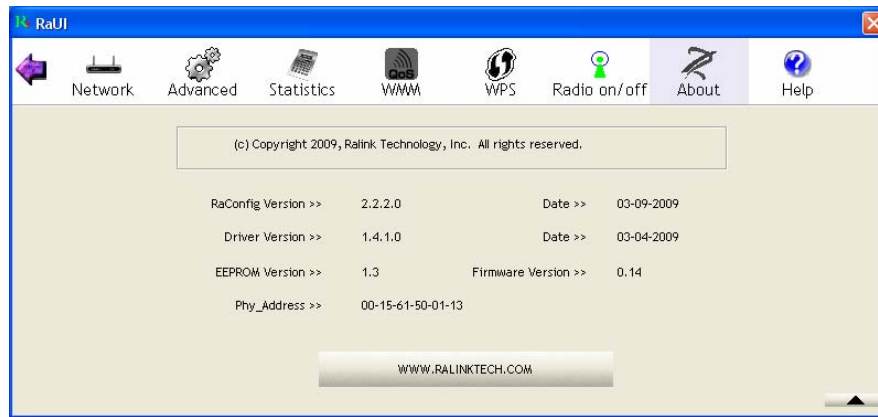 RaUI
Network Advanced Statistics QoS WMM WPS Radio on/off About Help
(c) Copyright 2009, Ralink Technology, Inc. All rights reserved.
RaConfig Version >> 2.2.2.0 Date >> 03-09-2009
Driver Version >> 1.4.1.0 Date >> 03-04-2009
EEPROM Version >> 1.3 Firmware Version >> 0.14
Phy_Address >> 00-15-61-50-01-13
WWW.RALINKTECH.COM